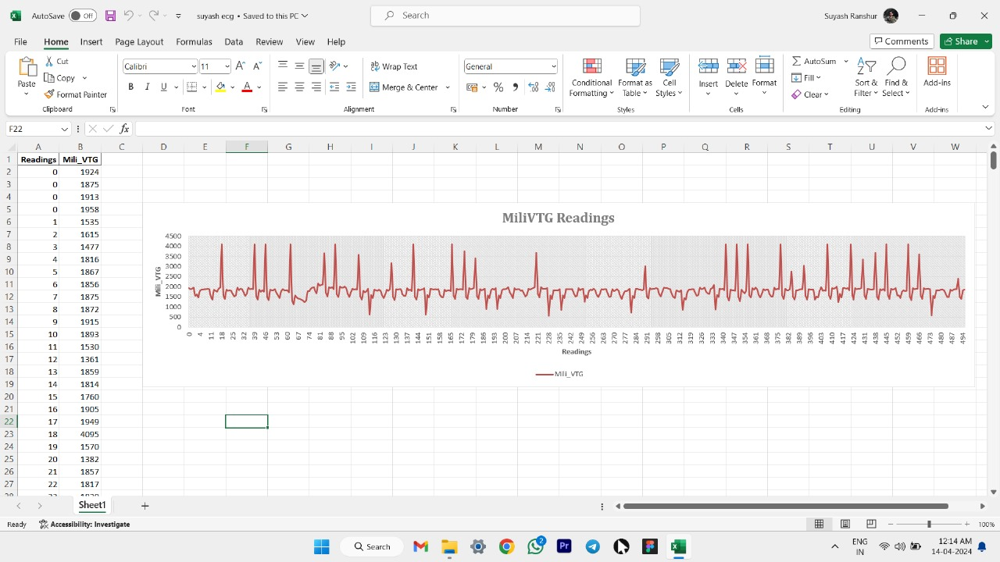 AutoSave Off suyash ecg • Saved to this PC Search Suyash Ranshur
File Home Insert Page Layout Formulas Data Review View Help Comments Share
Paste Cut Copy Format Painter Clipboard
Calibri 11 B I U Font
Wrap Text Merge & Center Alignment
General % Number
Conditional Formatting Format as Table Cell Styles Styles
Insert Delete Format Cells
AutoSum Fill Clear Sort & Filter Find & Select Editing
Add-ins Add-ins
F22 fx
A B C D E F G H I J K L M N O P Q R S T U V W
1 Readings Mili_VTG
2 0 1924
3 0 1875
4 0 1913
5 0 1958
6 1 1535
7 2 1615
8 3 1477
9 4 1816
10 5 1867
11 6 1856
12 7 1875
13 8 1872
14 9 1915
15 10 1893
16 11 1530
17 12 1361
18 13 1859
19 14 1814
20 15 1760
21 16 1905
22 17 1949
23 18 4095
24 19 1570
25 20 1382
26 21 1857
27 22 1817
MiliVTG Readings
4500
4000
3500
3000
2500
2000
1500
1000
500
0
Mili_VTG
0 4 11 18 25 32 39 46 53 60 67 74 81 88 95 102 109 116 123 130 137 144 151 158 165 172 179 186 193 200 207 214 221 228 235 242 249 256 263 270 277 284 291 298 305 312 319 326 333 340 347 354 361 368 375 382 389 396 403 410 417 424 431 438 445 452 459 466 473 480 487 494
Readings
Mili_VTG
Sheet1
Ready Accessibility: Investigate 100%
Search 2 Pr ENG IN 12:14 AM 14-04-2024